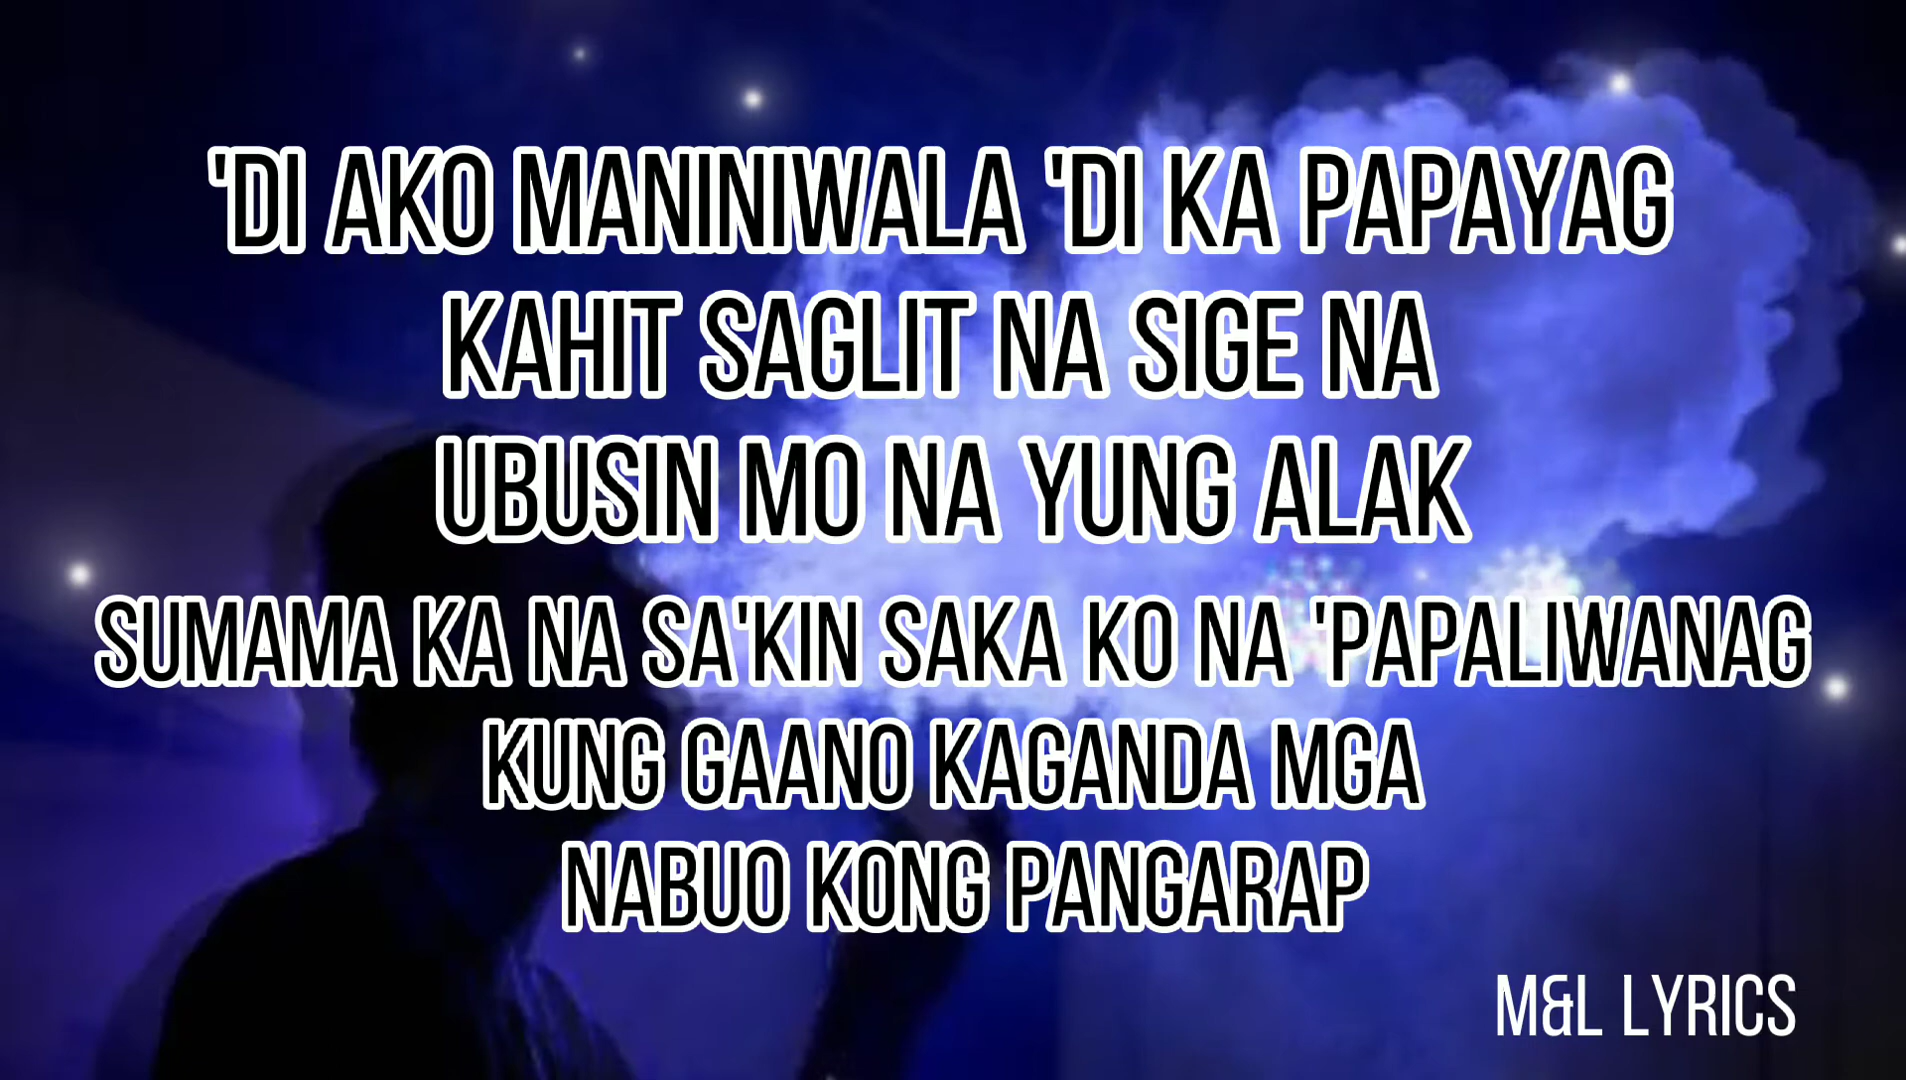 'DI AKO MANINIWALA 'DI KA PAPAYAG
KAHIT SAGLIT NA SIGE NA
UBUSIN MO NA YUNG ALAK
SUMAMA KA NA SA'KIN SAKA KO NA 'PAPALIWANAG
KUNG GAANO KAGANDA MGA
NABUO KONG PANGARAP
M&L LYRICS